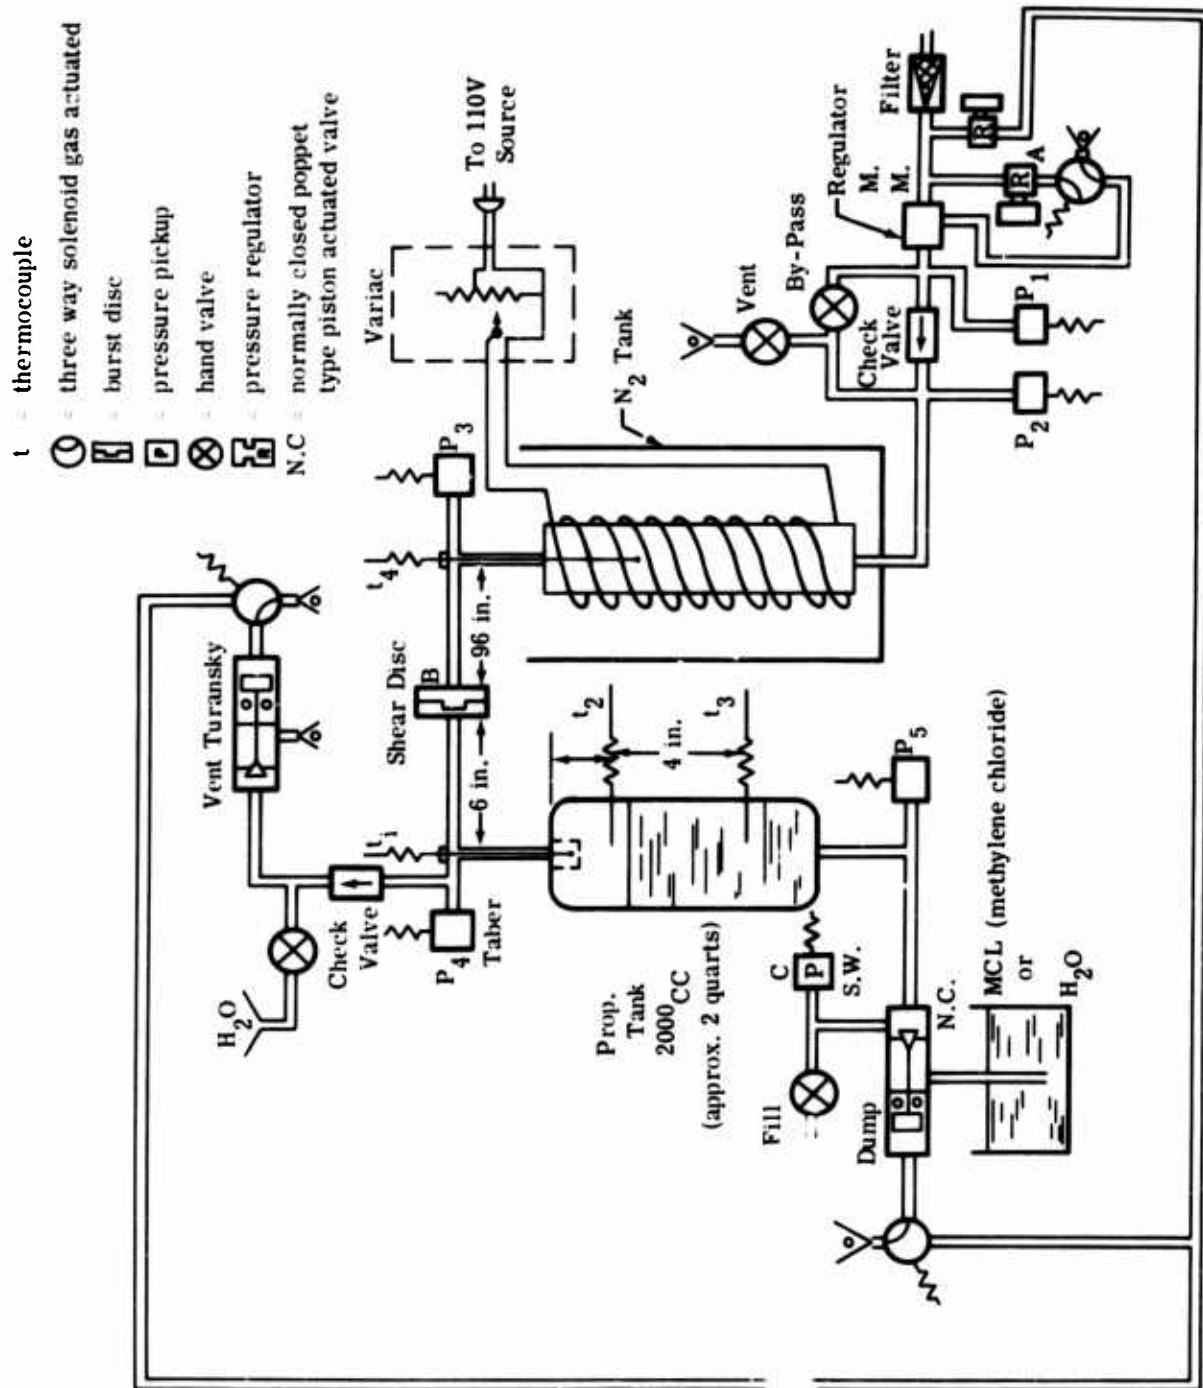 t = thermocouple
= three way solenoid gas actuated
= burst disc
P = pressure pickup
= hand valve
R = pressure regulator
N.C = normally closed poppet
type piston actuated valve
Vent Turansky
H2O
Check
Valve
P4
Taber
ti
6 in.
Shear Disc
B
96 in.
t4
P3
Variac
To 110V
Source
t2
4 in.
t3
N2 Tank
Vent
By-Pass
Regulator
M.
M.
Filter
R
R
A
Check
Valve
P1
P2
Prop.
Tank
2000CC
(approx. 2 quarts)
C
P
S.W.
Fill
Dump
N.C.
P5
MCL (methylene chloride)
or
H2O